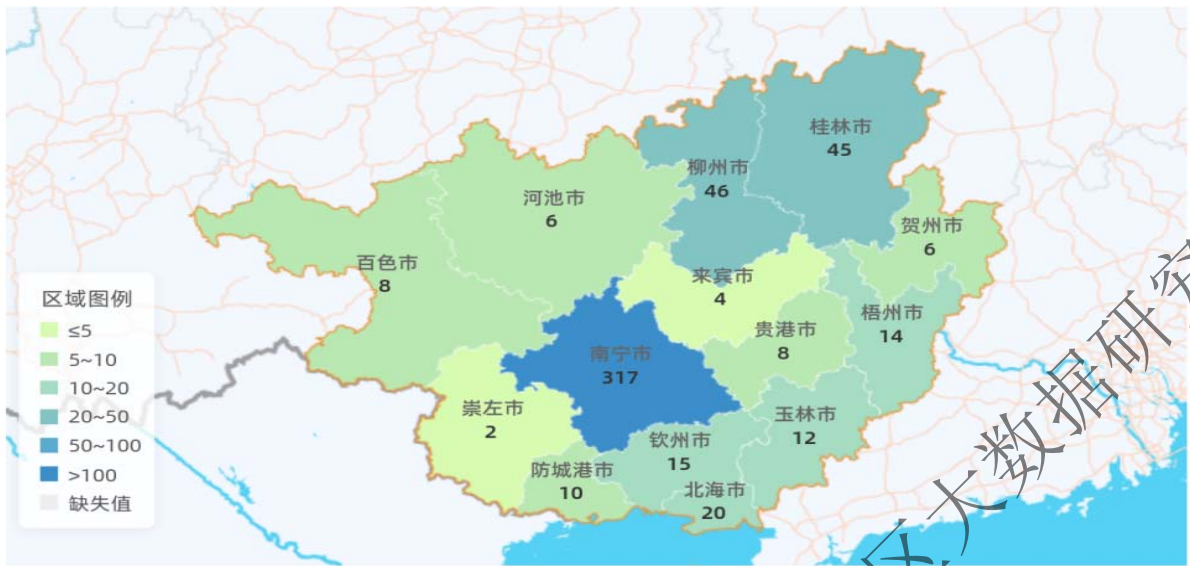 桂林市
45
柳州市
46
河池市
6
贺州市
6
百色市
8
来宾市
4
梧州市
14
贵港市
8
南宁市
317
崇左市
2
玉林市
12
钦州市
15
防城港市
10
北海市
20
区域图例
≤5
5~10
10~20
20~50
50~100
>100
缺失值
区大数据研究